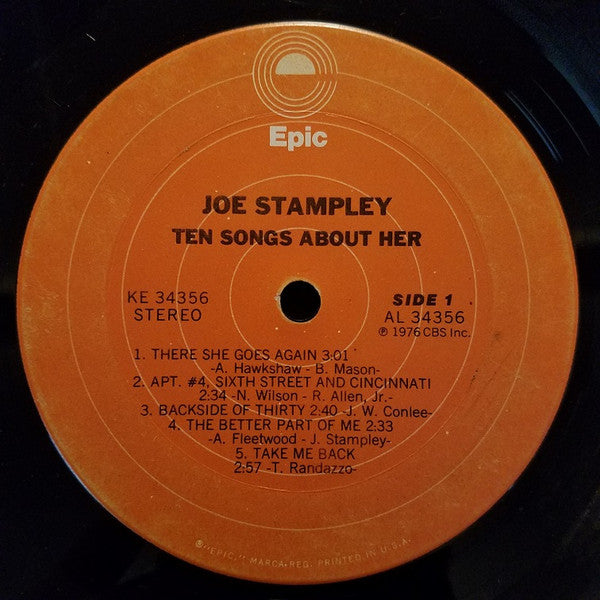 Epic
JOE STAMPLEY
TEN SONGS ABOUT HER
KE 34356
STEREO
SIDE 1
AL 34356
℗ 1976 CBS Inc.
1. THERE SHE GOES AGAIN 3:01
-A. Hawkshaw - B. Mason-
2. APT. #4, SIXTH STREET AND CINCINNATI
2:34 -N. Wilson - R. Allen, Jr.-
3. BACKSIDE OF THIRTY 2:40 -J. W. Conlee-
4. THE BETTER PART OF ME 2:33
-A. Fleetwood - J. Stampley-
5. TAKE ME BACK
2:57 -T. Randazzo-
®"EPIC," MARCA REG. PRINTED IN U.S.A.